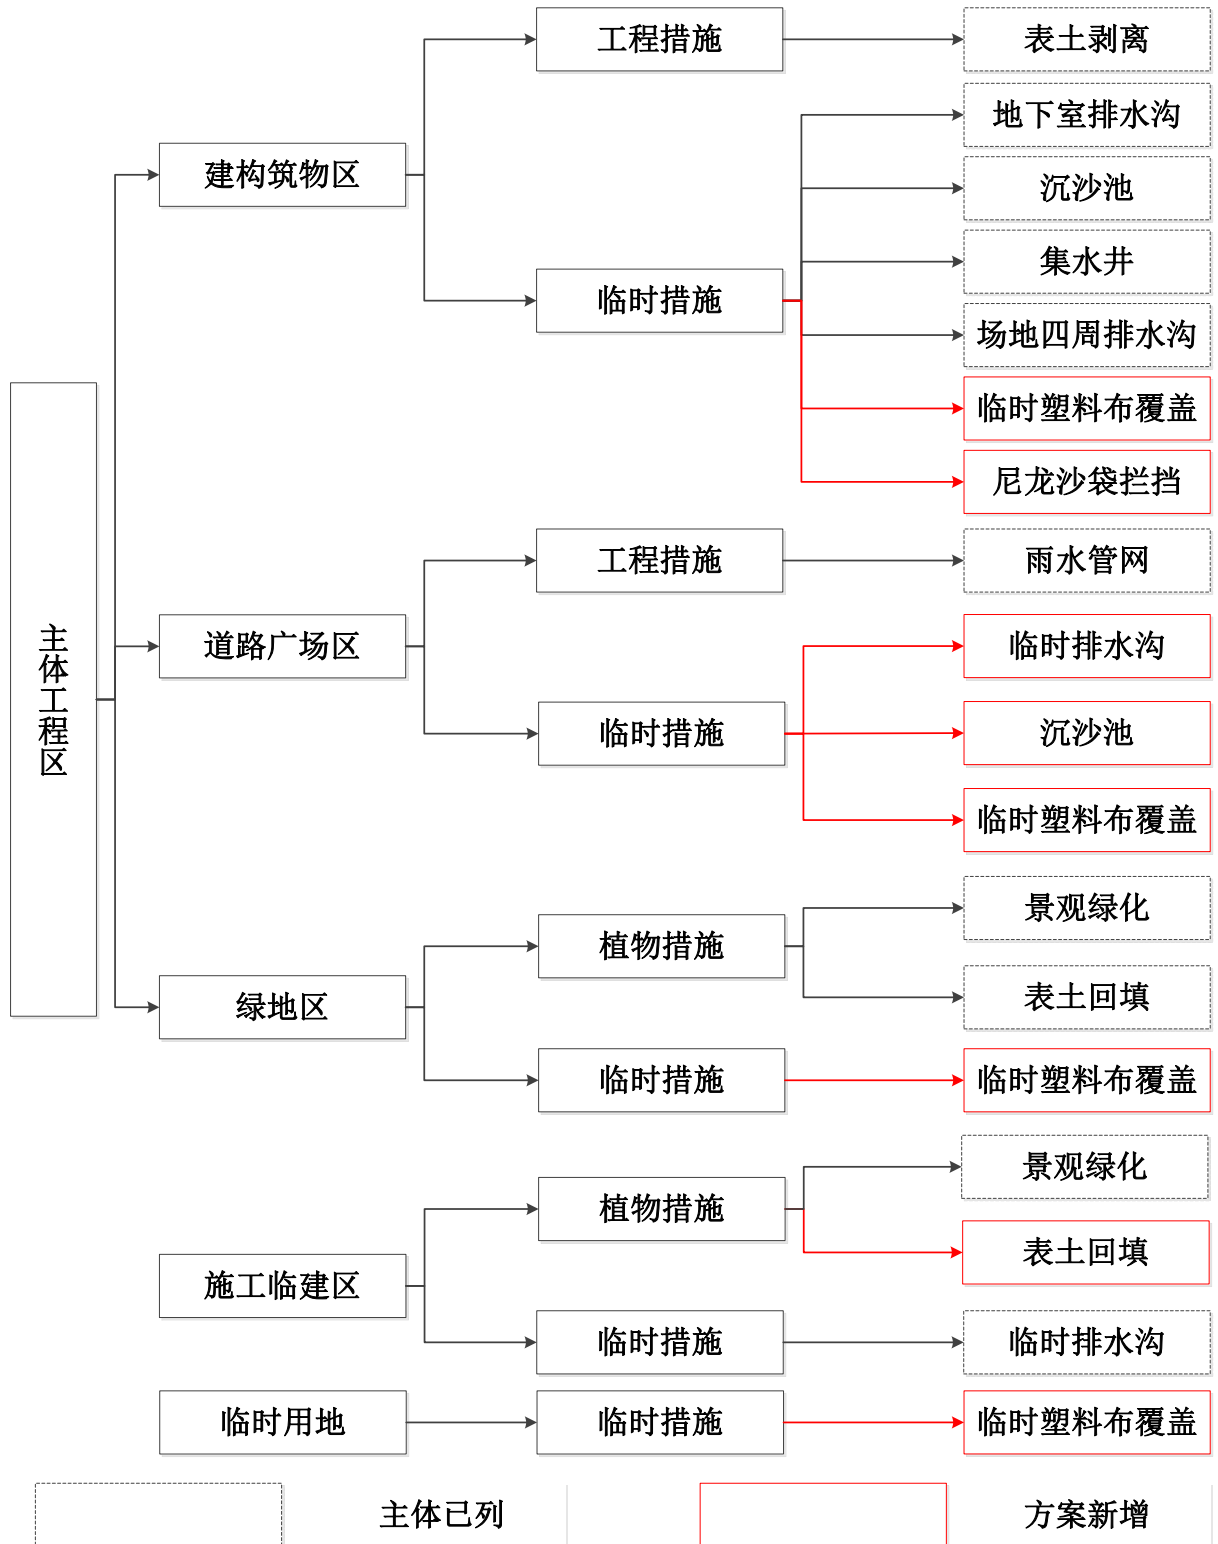 主体工程区
建构筑物区
工程措施
表土剥离
临时措施
地下室排水沟
沉沙池
集水井
场地四周排水沟
临时塑料布覆盖
尼龙沙袋拦挡
道路广场区
工程措施
雨水管网
临时措施
临时排水沟
沉沙池
临时塑料布覆盖
绿地区
植物措施
景观绿化
表土回填
临时措施
临时塑料布覆盖
施工临建区
植物措施
景观绿化
表土回填
临时措施
临时排水沟
临时用地
临时措施
临时塑料布覆盖
主体已列
方案新增